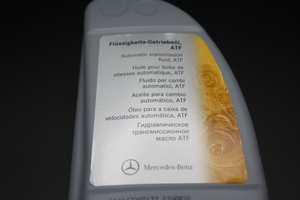 Flüssigkeits-Getriebeöl,
ATF
Automatic transmission
fluid, ATF
Huile pour boîte de
vitesses automatique, ATF
Fluido per cambi
automatico, ATF
Aceite para cambio
automático, ATF
Óleo para a caixa de
velocidades automática, ATF
Гидравлическое
трансмиссионное
масло ATF
Mercedes-Benz